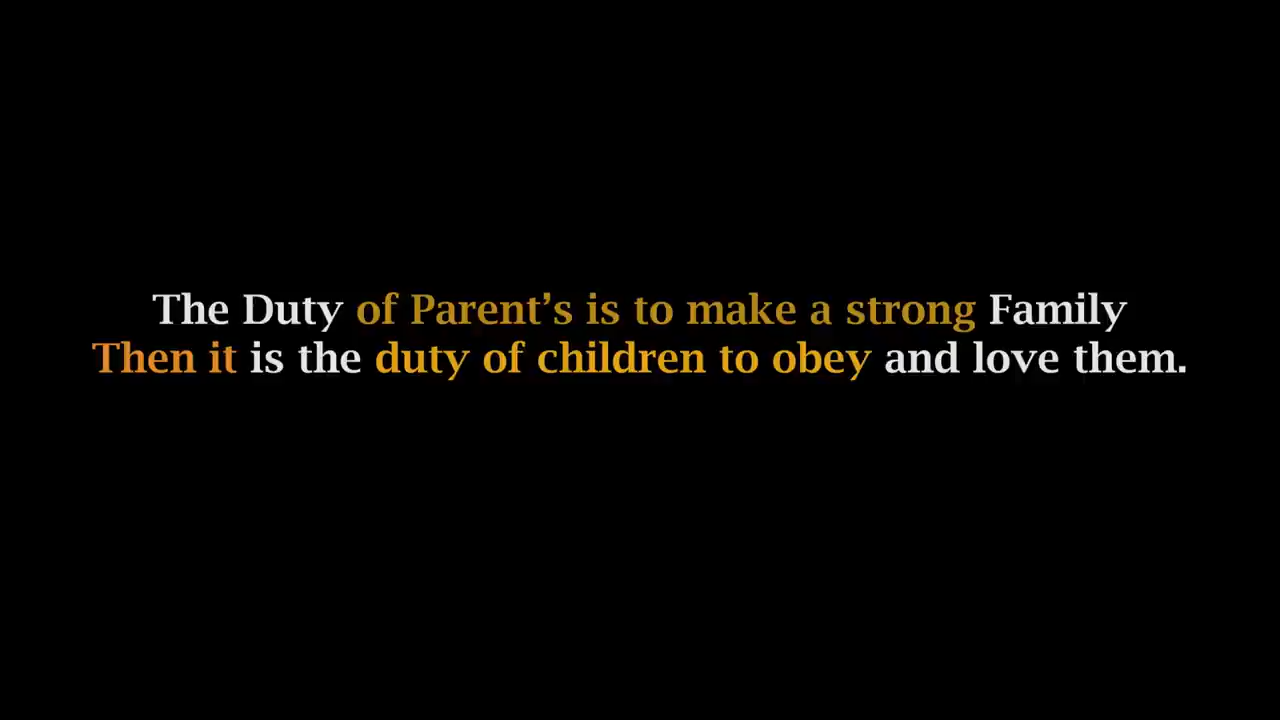 The Duty of Parent’s is to make a strong Family
Then it is the duty of children to obey and love them.